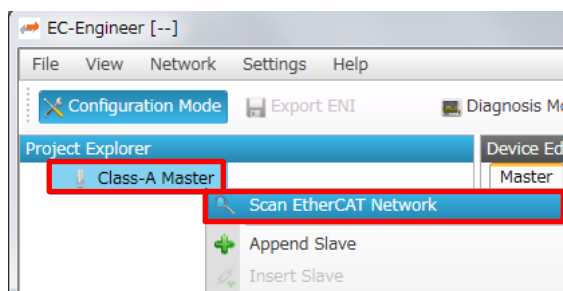 EC-Engineer [--]
File View Network Settings Help
Configuration Mode Export ENI Diagnosis Mo
Project Explorer Device Ed
Class-A Master Master
Scan EtherCAT Network
Append Slave
Insert Slave